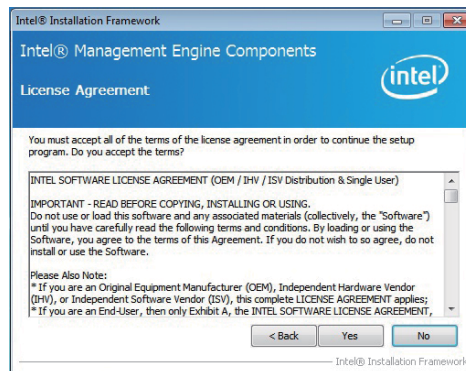 Intel® Installation Framework
Intel® Management Engine Components
License Agreement
intel
You must accept all of the terms of the license agreement in order to continue the setup
program. Do you accept the terms?
INTEL SOFTWARE LICENSE AGREEMENT (OEM / IHV / ISV Distribution & Single User)
IMPORTANT - READ BEFORE COPYING, INSTALLING OR USING.
Do not use or load this software and any associated materials (collectively, the "Software")
until you have carefully read the following terms and conditions. By loading or using the
Software, you agree to the terms of this Agreement. If you do not wish to so agree, do not
install or use the Software.
Please Also Note:
* If you are an Original Equipment Manufacturer (OEM), Independent Hardware Vendor
(IHV), or Independent Software Vendor (ISV), this complete LICENSE AGREEMENT applies;
* If you are an End-User, then only Exhibit A, the INTEL SOFTWARE LICENSE AGREEMENT,
< Back Yes No
Intel® Installation Framework